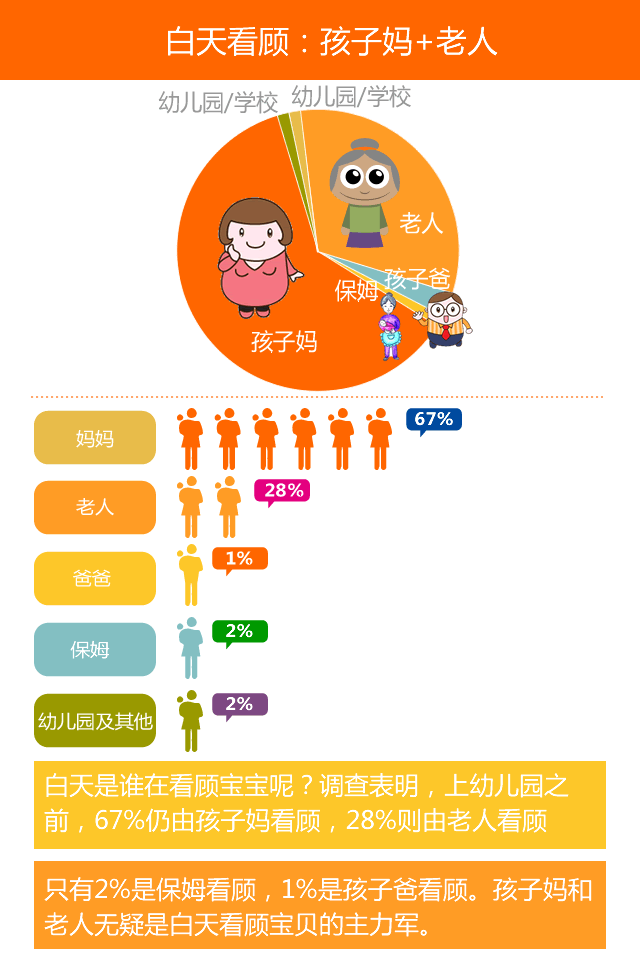 白天看顾：孩子妈+老人
幼儿园/学校
幼儿园/学校
老人
孩子爸
保姆
孩子妈
妈妈
67%
老人
28%
爸爸
1%
保姆
2%
幼儿园及其他
2%
白天是谁在看顾宝宝呢？调查表明，上幼儿园之
前，67%仍由孩子妈看顾，28%则由老人看顾
只有2%是保姆看顾，1%是孩子爸看顾。孩子妈和
老人无疑是白天看顾宝贝的主力军。